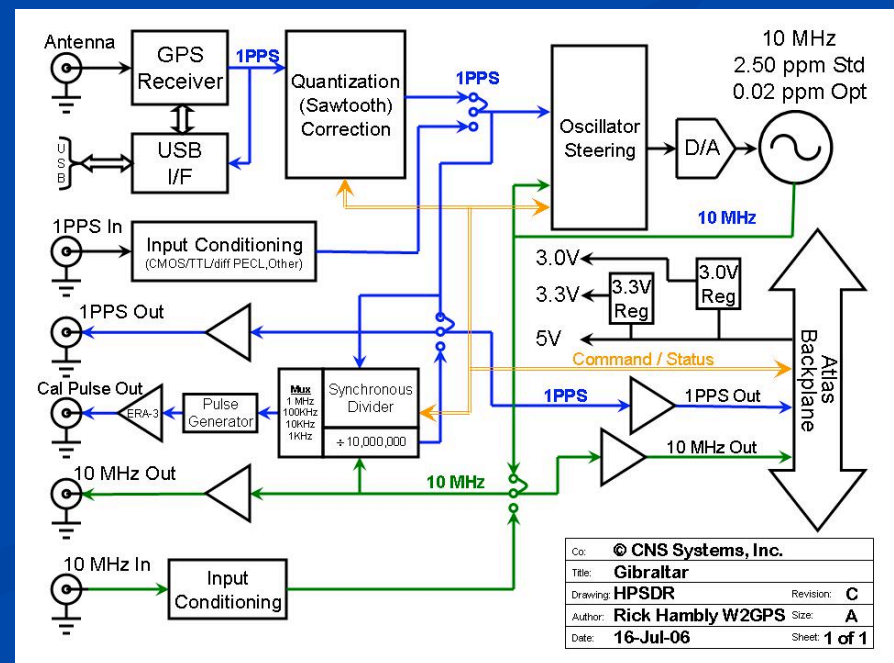 Antenna
GPS
Receiver
1PPS
Quantization
(Sawtooth)
Correction
1PPS
Oscillator
Steering
D/A
10 MHz
2.50 ppm Std
0.02 ppm Opt
U
S
B
USB
I/F
10 MHz
1PPS In
Input Conditioning
(CMOS/TTL/diff PECL,Other)
3.0V
3.3V
5V
3.3V
Reg
3.0V
Reg
Atlas
Backplane
Command / Status
1PPS Out
Cal Pulse Out
ERA-3
Pulse
Generator
Mux
1 MHz
100KHz
10KHz
1KHz
Synchronous
Divider
÷ 10,000,000
1PPS
1PPS Out
10 MHz Out
10 MHz Out
10 MHz
10 MHz In
Input
Conditioning
Co: © CNS Systems, Inc.
Title: Gibraltar
Drawing: HPSDR Revision: C
Author: Rick Hambly W2GPS Size: A
Date: 16-Jul-06 Sheet: 1 of 1